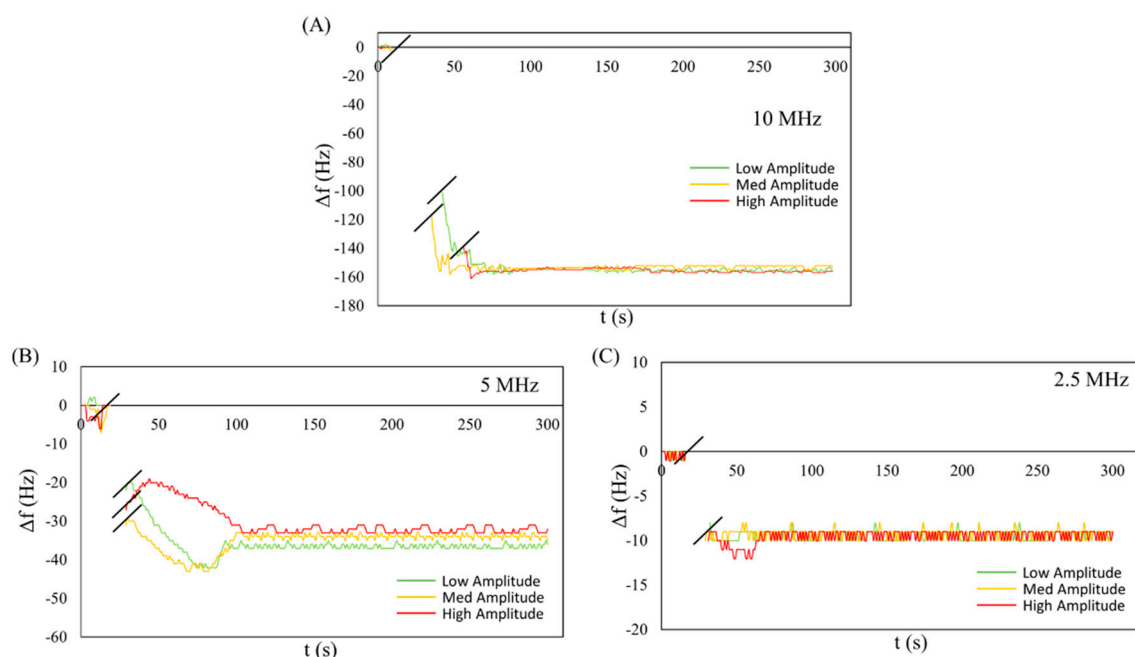 (A)
0
-20
-40
-60
-80
-100
-120
-140
-160
-180
0 50 100 150 200 250 300
10 MHz
Low Amplitude
Med Amplitude
High Amplitude
Δf (Hz)
t (s)
(B)
10
0
-10
-20
-30
-40
-50
-60
0 50 100 150 200 250 300
5 MHz
Low Amplitude
Med Amplitude
High Amplitude
Δf (Hz)
t (s)
(C)
10
5
0
-5
-10
-15
-20
0 50 100 150 200 250 300
2.5 MHz
Low Amplitude
Med Amplitude
High Amplitude
Δf (Hz)
t (s)